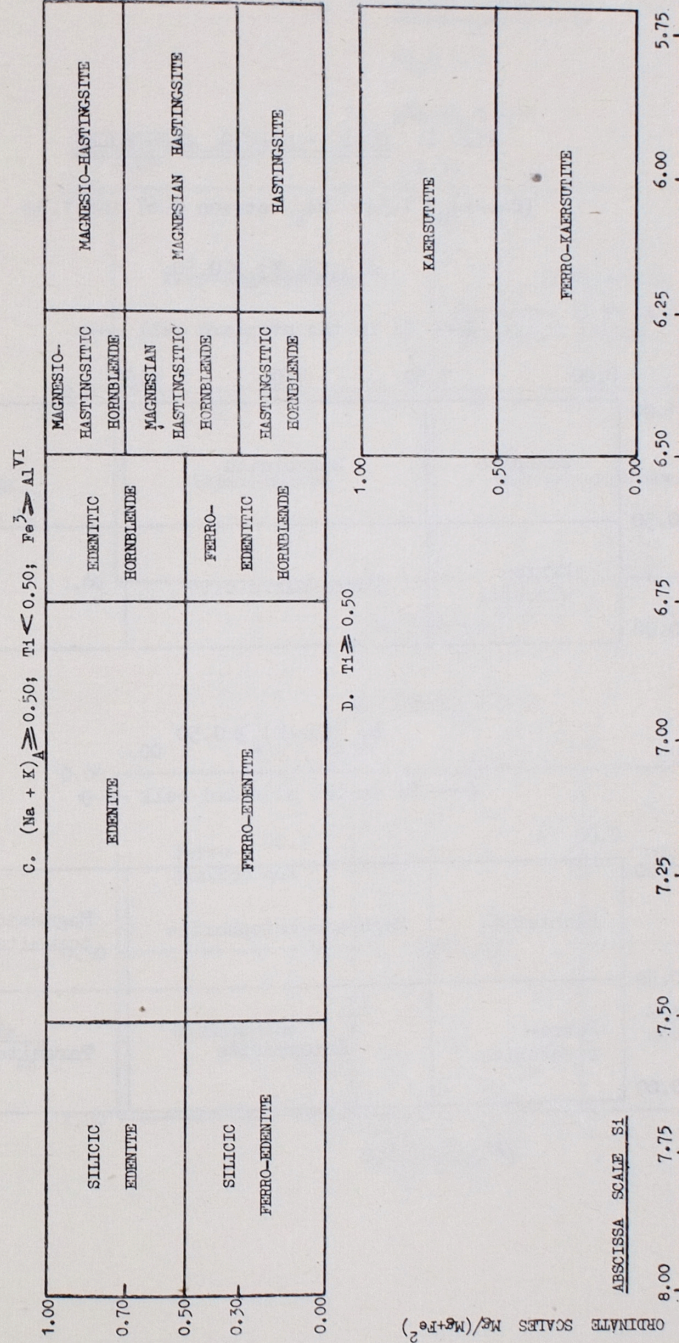 C. (Na + K)A ⩾ 0.50; Ti < 0.50; Fe3 ⩾ AlVI
1.00
0.70
0.50
0.30
0.00
SILICIC
EDENITE
SILICIC
FERRO-EDENITE
EDENITE
FERRO-EDENITE
EDENITIC
HORNBLENDE
FERRO-
EDENITIC
HORNBLENDE
MAGNESIO-
HASTINGSITIC
HORNBLENDE
MAGNESIAN
HASTINGSITIC
HORNBLENDE
HASTINGSITIC
HORNBLENDE
MAGNESIO-HASTINGSITE
MAGNESIAN HASTINGSITE
HASTINGSITE
D. Ti ⩾ 0.50
1.00
0.50
0.00
KAERSUTITE
FERRO-KAERSUTITE
ORDINATE SCALES Mg/(Mg+Fe2)
ABSCISSA SCALE Si
8.00
7.75
7.50
7.25
7.00
6.75
6.50
6.25
6.00
5.75